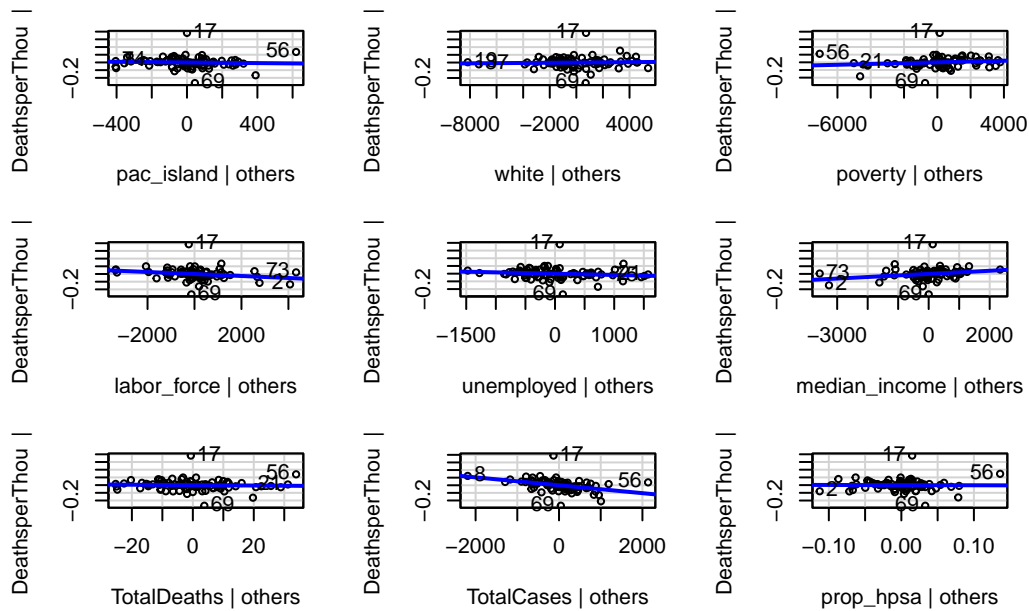 DeathsperThou |
−0.2
17
56
69
−400 0 400
pac_island | others
DeathsperThou |
−0.2
17
69
−8000 −2000 4000
white | others
DeathsperThou |
−0.2
17
56
21
69
−6000 0 4000
poverty | others
DeathsperThou |
−0.2
17
73
2
69
−2000 0 2000
labor_force | others
DeathsperThou |
−0.2
17
69
−1500 0 1000
unemployed | others
DeathsperThou |
−0.2
17
73
2
69
−3000 0 2000
median_income | others
DeathsperThou |
−0.2
17
56
21
69
−20 0 20
TotalDeaths | others
DeathsperThou |
−0.2
17
8
56
69
−2000 0 2000
TotalCases | others
DeathsperThou |
−0.2
17
56
2
69
−0.10 0.00 0.10
prop_hpsa | others